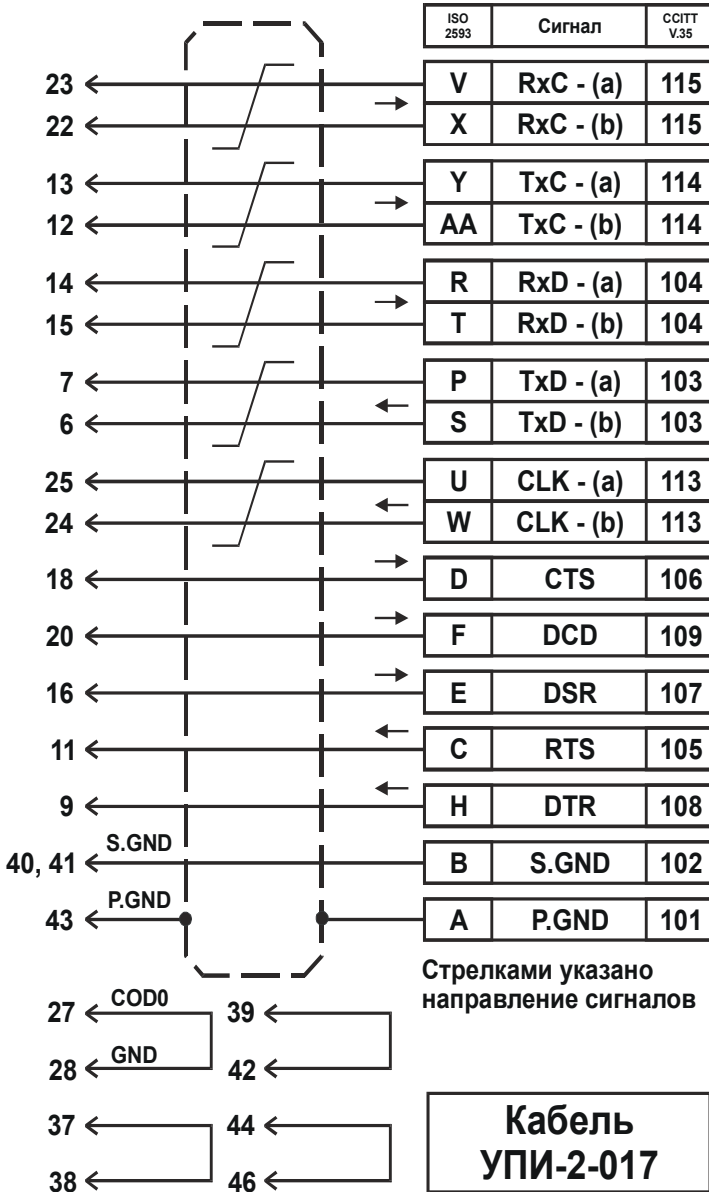 ISO 2593 Сигнал CCITT V.35
23 V RxC - (a) 115
22 X RxC - (b) 115
13 Y TxC - (a) 114
12 AA TxC - (b) 114
14 R RxD - (a) 104
15 T RxD - (b) 104
7 P TxD - (a) 103
6 S TxD - (b) 103
25 U CLK - (a) 113
24 W CLK - (b) 113
18 D CTS 106
20 F DCD 109
16 E DSR 107
11 C RTS 105
9 H DTR 108
40, 41 S.GND B S.GND 102
43 P.GND A P.GND 101
Стрелками указано
направление сигналов
27 COD0 39
28 GND 42
37 44
38 46
Кабель
УПИ-2-017